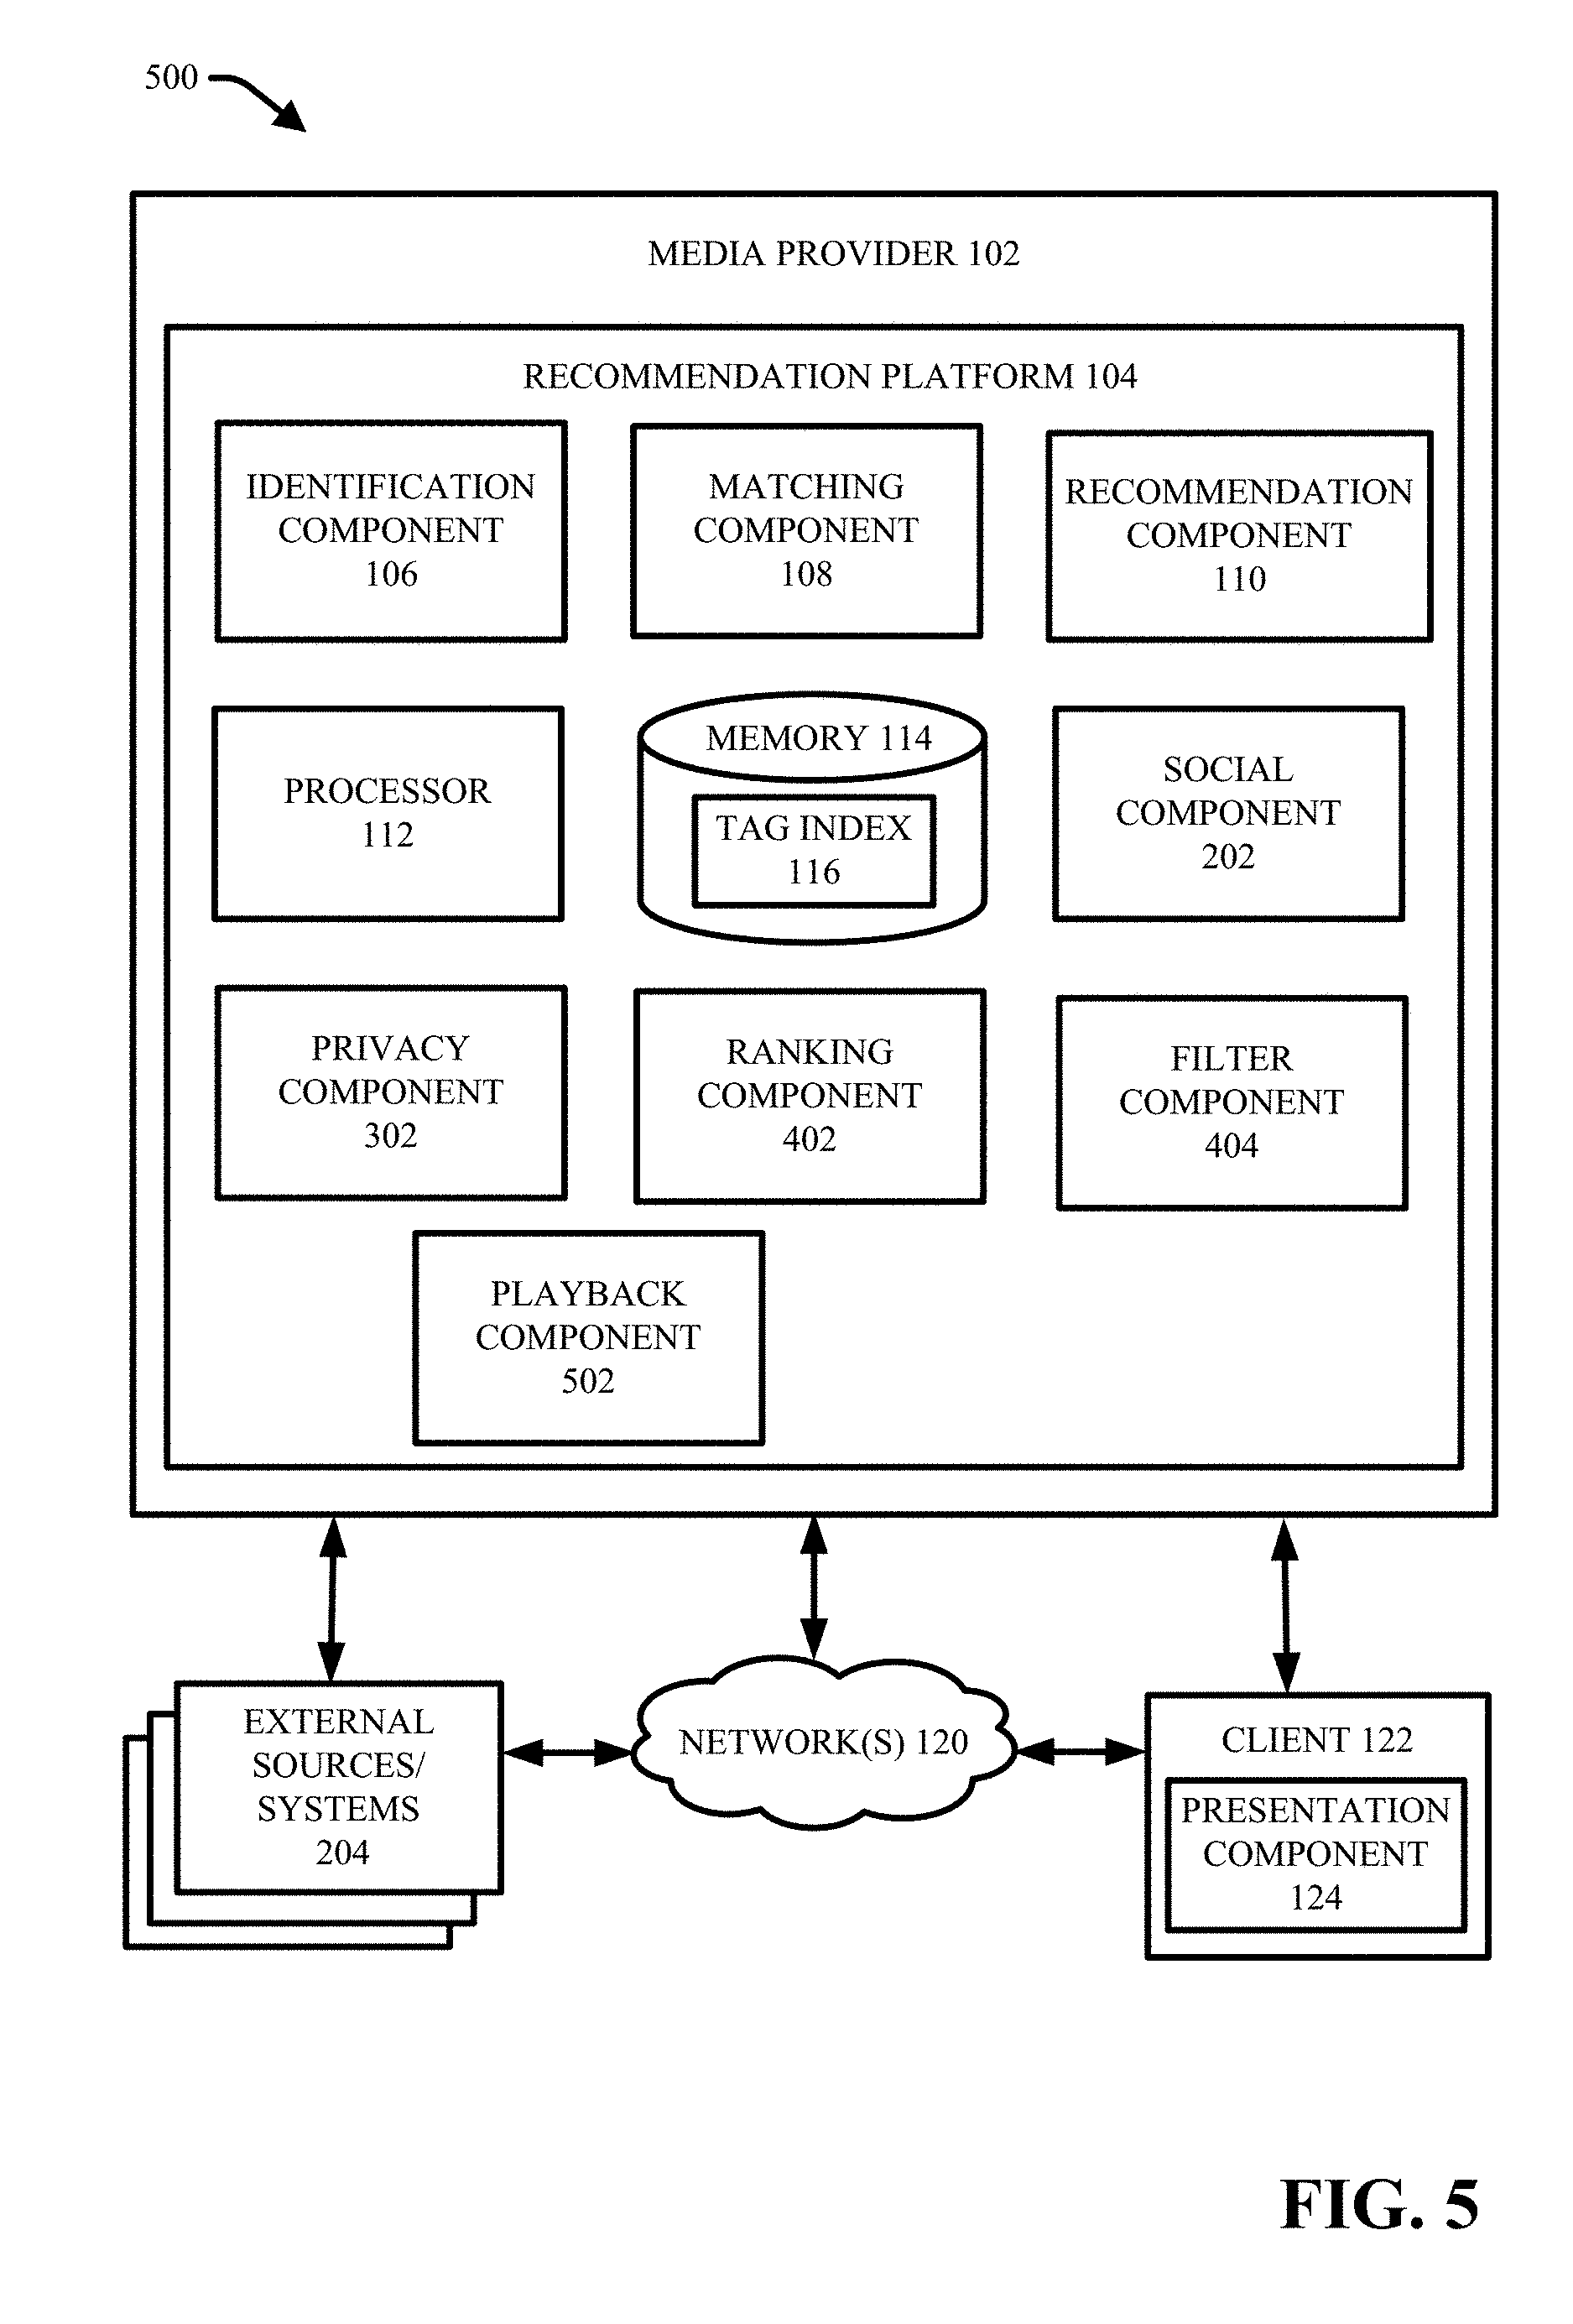 500
MEDIA PROVIDER 102
RECOMMENDATION PLATFORM 104
IDENTIFICATION
COMPONENT
106
MATCHING
COMPONENT
108
RECOMMENDATION
COMPONENT
110
PROCESSOR
112
MEMORY 114
TAG INDEX
116
SOCIAL
COMPONENT
202
PRIVACY
COMPONENT
302
RANKING
COMPONENT
402
FILTER
COMPONENT
404
PLAYBACK
COMPONENT
502
EXTERNAL
SOURCES/
SYSTEMS
204
NETWORK(S) 120
CLIENT 122
PRESENTATION
COMPONENT
124
FIG. 5